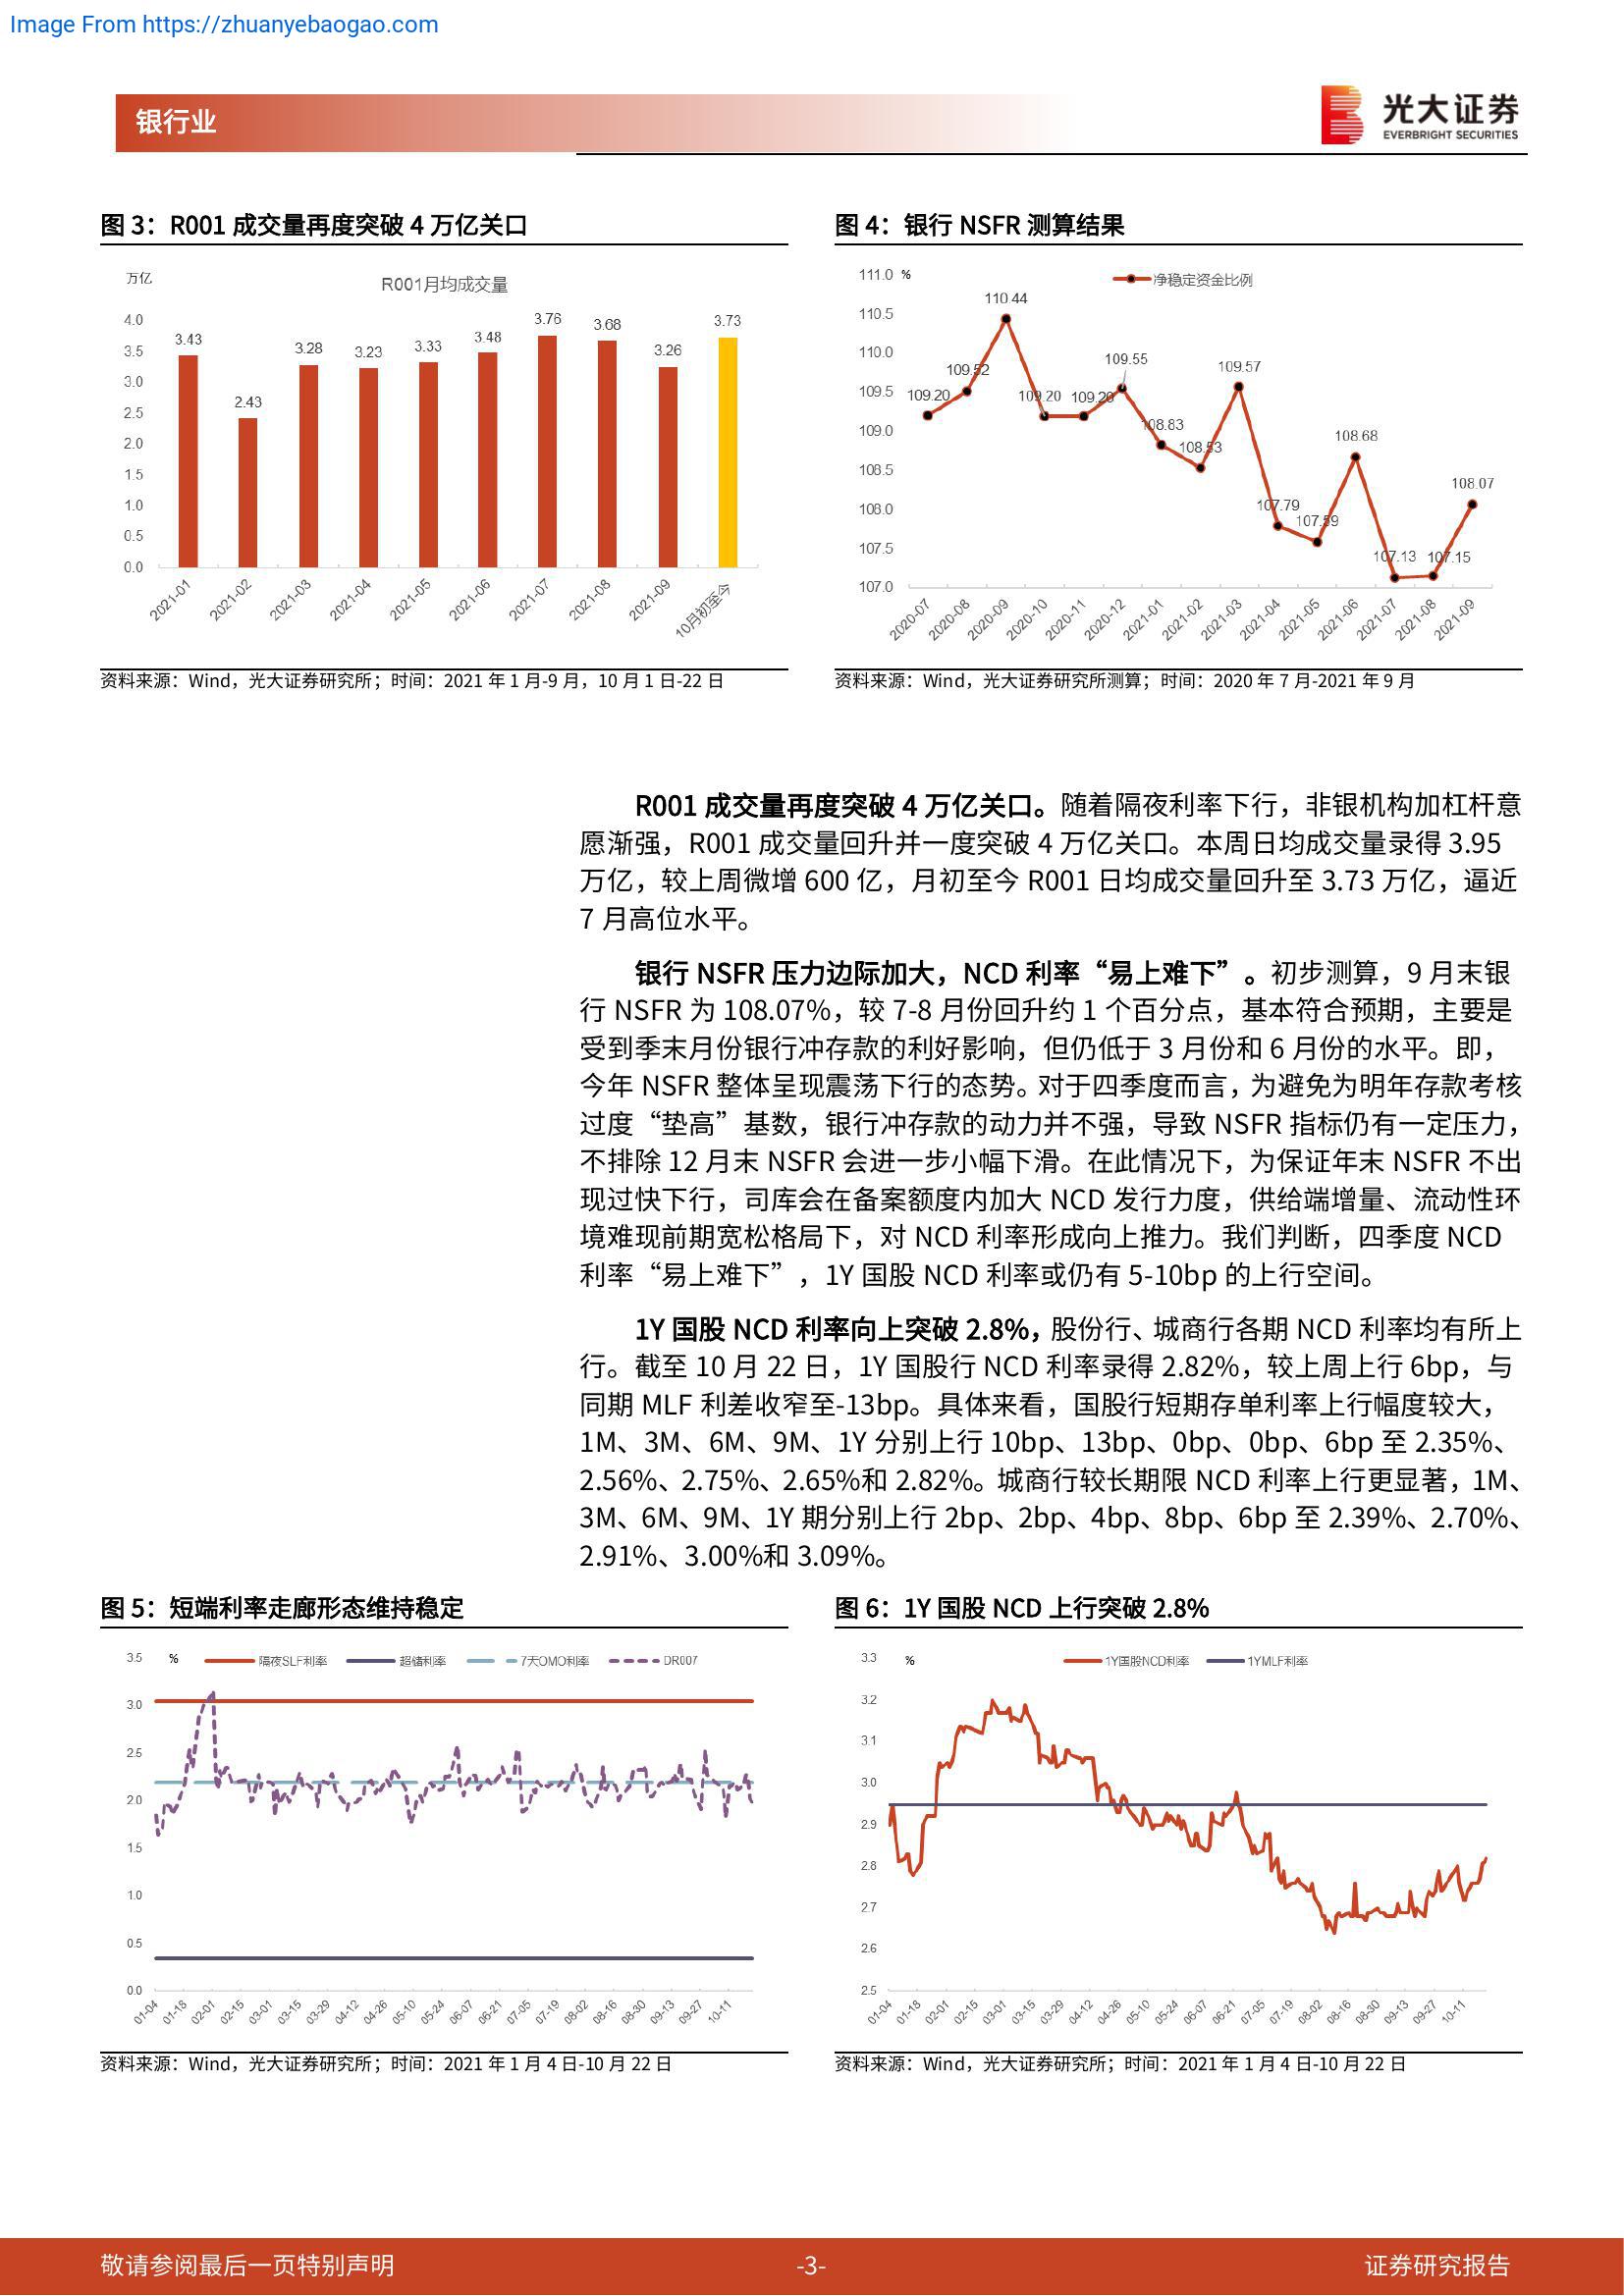 Image From https://zhuanyebaogao.com
银行业
光大证券
EVERBRIGHT SECURITIES
图 3：R001 成交量再度突破 4 万亿关口
万亿
R001月均成交量
4.0
3.5
3.0
2.5
2.0
1.5
1.0
0.5
0.0
3.43
2.43
3.28
3.23
3.33
3.48
3.76
3.68
3.26
3.73
2021-01
2021-02
2021-03
2021-04
2021-05
2021-06
2021-07
2021-08
2021-09
10月初至今
资料来源：Wind，光大证券研究所；时间：2021 年 1 月-9 月，10 月 1 日-22 日
图 4：银行 NSFR 测算结果
%
净稳定资金比例
111.0
110.5
110.0
109.5
109.0
108.5
108.0
107.5
107.0
109.20
109.52
110.44
109.20
109.20
109.55
108.83
108.53
109.57
107.79
107.59
108.68
107.13
107.15
108.07
2020-07
2020-08
2020-09
2020-10
2020-11
2020-12
2021-01
2021-02
2021-03
2021-04
2021-05
2021-06
2021-07
2021-08
2021-09
资料来源：Wind，光大证券研究所测算；时间：2020 年 7 月-2021 年 9 月
R001 成交量再度突破 4 万亿关口。随着隔夜利率下行，非银机构加杠杆意
愿渐强，R001 成交量回升并一度突破 4 万亿关口。本周日均成交量录得 3.95
万亿，较上周微增 600 亿，月初至今 R001 日均成交量回升至 3.73 万亿，逼近
7 月高位水平。
银行 NSFR 压力边际加大，NCD 利率“易上难下”。初步测算，9 月末银
行 NSFR 为 108.07%，较 7-8 月份回升约 1 个百分点，基本符合预期，主要是
受到季末月份银行冲存款的利好影响，但仍低于 3 月份和 6 月份的水平。即，
今年 NSFR 整体呈现震荡下行的态势。对于四季度而言，为避免为明年存款考核
过度“垫高”基数，银行冲存款的动力并不强，导致 NSFR 指标仍有一定压力，
不排除 12 月末 NSFR 会进一步小幅下滑。在此情况下，为保证年末 NSFR 不出
现过快下行，司库会在备案额度内加大 NCD 发行力度，供给端增量、流动性环
境难现前期宽松格局下，对 NCD 利率形成向上推力。我们判断，四季度 NCD
利率“易上难下”，1Y 国股 NCD 利率或仍有 5-10bp 的上行空间。
1Y 国股 NCD 利率向上突破 2.8%，股份行、城商行各期 NCD 利率均有所上
行。截至 10 月 22 日，1Y 国股行 NCD 利率录得 2.82%，较上周上行 6bp，与
同期 MLF 利差收窄至-13bp。具体来看，国股行短期存单利率上行幅度较大，
1M、3M、6M、9M、1Y 分别上行 10bp、13bp、0bp、0bp、6bp 至 2.35%、
2.56%、2.75%、2.65%和 2.82%。城商行较长期限 NCD 利率上行更显著，1M、
3M、6M、9M、1Y 期分别上行 2bp、2bp、4bp、8bp、6bp 至 2.39%、2.70%、
2.91%、3.00%和 3.09%。
图 5：短端利率走廊形态维持稳定
%
隔夜SLF利率
超储利率
7天OMO利率
DR007
3.5
3.0
2.5
2.0
1.5
1.0
0.5
0.0
01-04
01-18
02-01
02-15
03-01
03-15
03-29
04-12
04-26
05-10
05-24
06-07
06-21
07-05
07-19
08-02
08-16
08-30
09-13
09-27
10-11
资料来源：Wind，光大证券研究所；时间：2021 年 1 月 4 日-10 月 22 日
图 6：1Y 国股 NCD 上行突破 2.8%
%
1Y国股NCD利率
1YMLF利率
3.3
3.2
3.1
3.0
2.9
2.8
2.7
2.6
2.5
01-04
01-18
02-01
02-15
03-01
03-15
03-29
04-12
04-26
05-10
05-24
06-07
06-21
07-05
07-19
08-02
08-16
08-30
09-13
09-27
10-11
资料来源：Wind，光大证券研究所；时间：2021 年 1 月 4 日-10 月 22 日
敬请参阅最后一页特别声明
-3-
证券研究报告